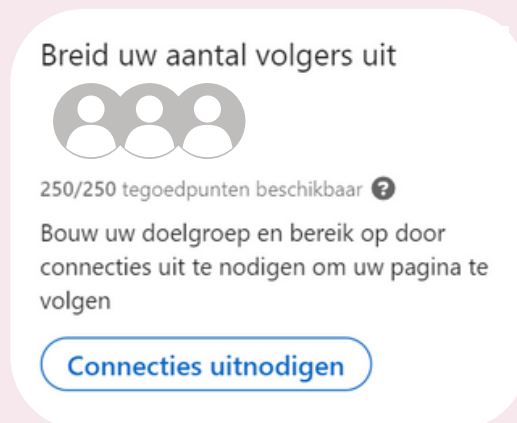 Breid uw aantal volgers uit
250/250 tegoedpunten beschikbaar ?
Bouw uw doelgroep en bereik op door
connecties uit te nodigen om uw pagina te
volgen
Connecties uitnodigen